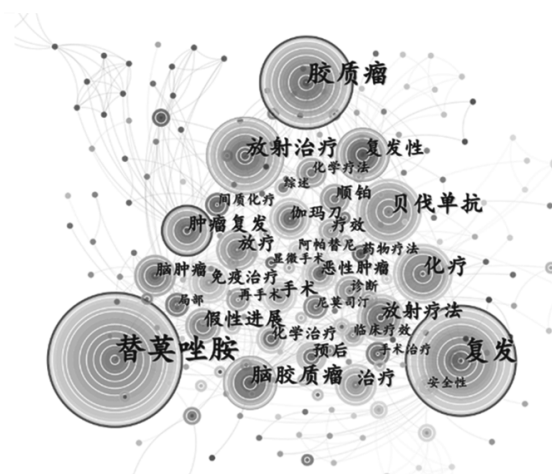 胶质瘤
放射治疗
复发性
化学疗法
综述
间质化疗
顺铂
贝伐单抗
伽玛刀
肿瘤复发
疗效
放疗
阿帕替尼
药物疗法
显微手术
脑肿瘤
免疫治疗
恶性肿瘤
化疗
再手术
手术
诊断
局部
尼莫司汀
假性进展
放射疗法
化学治疗
临床疗效
替莫唑胺
预后
手术治疗
复发
脑胶质瘤
治疗
安全性